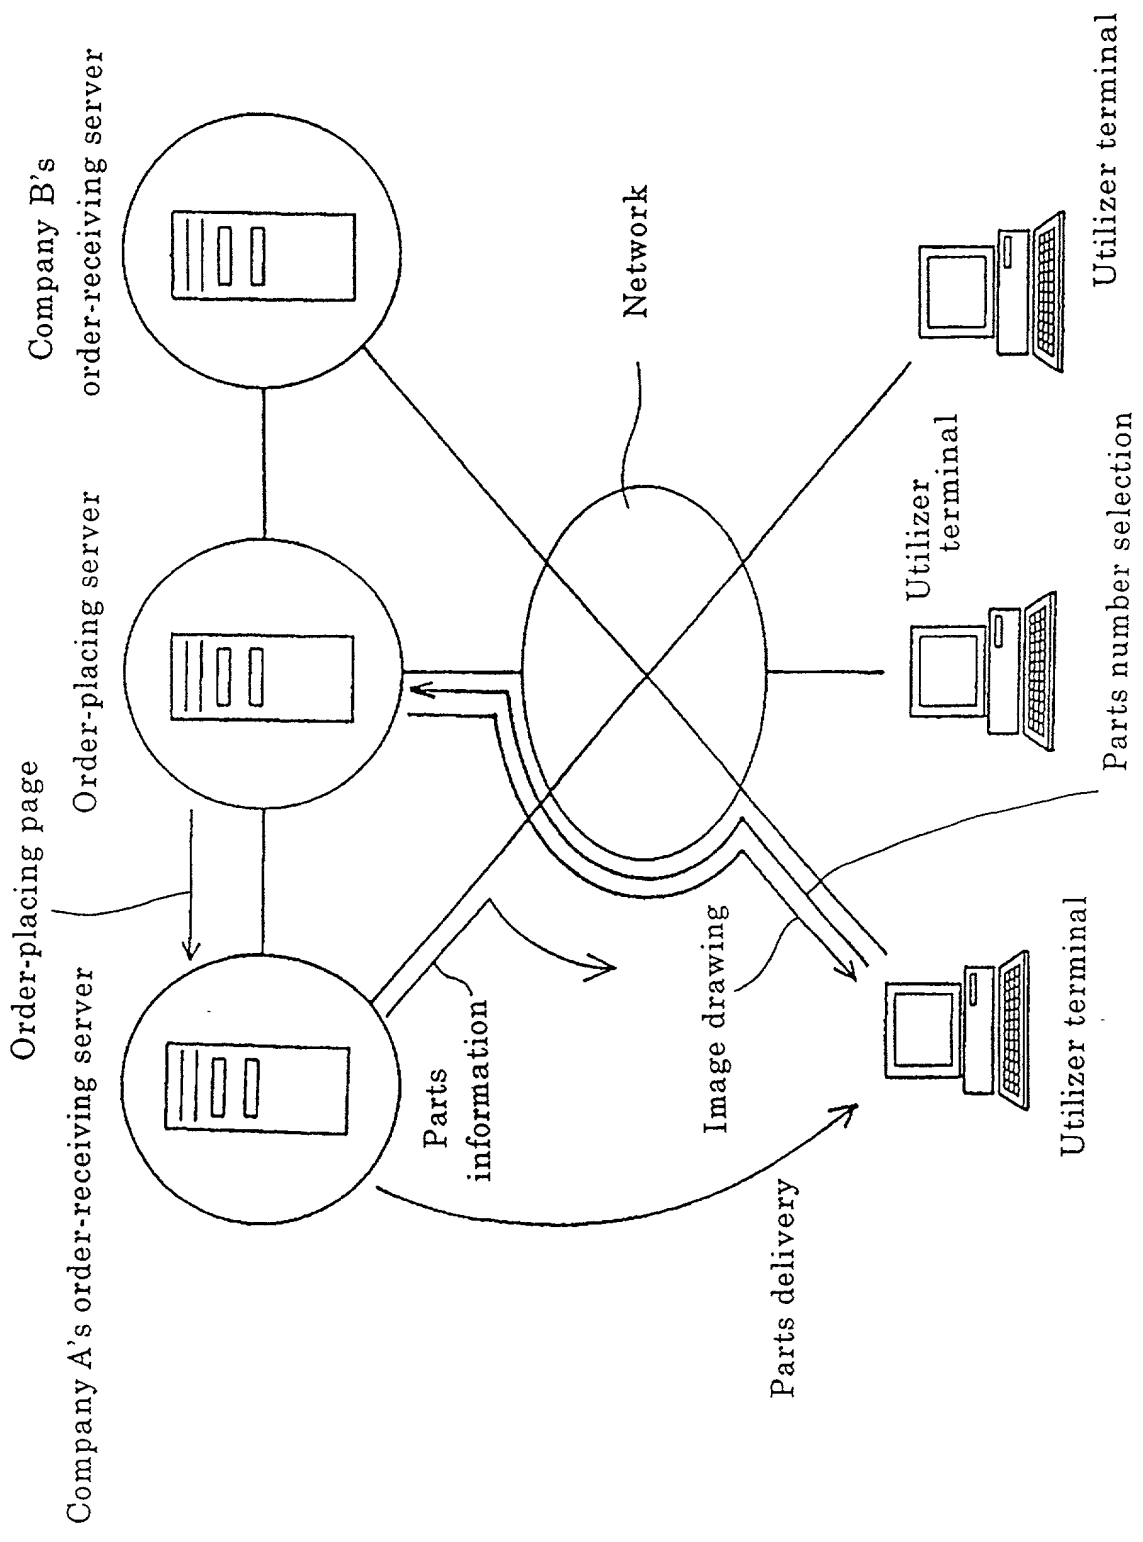 Order-placing page
Company A's order-receiving server
Order-placing server
Company B's
order-receiving server
Parts
information
Network
Image drawing
Parts delivery
Utilizer
terminal
Utilizer terminal
Utilizer terminal
Parts number selection